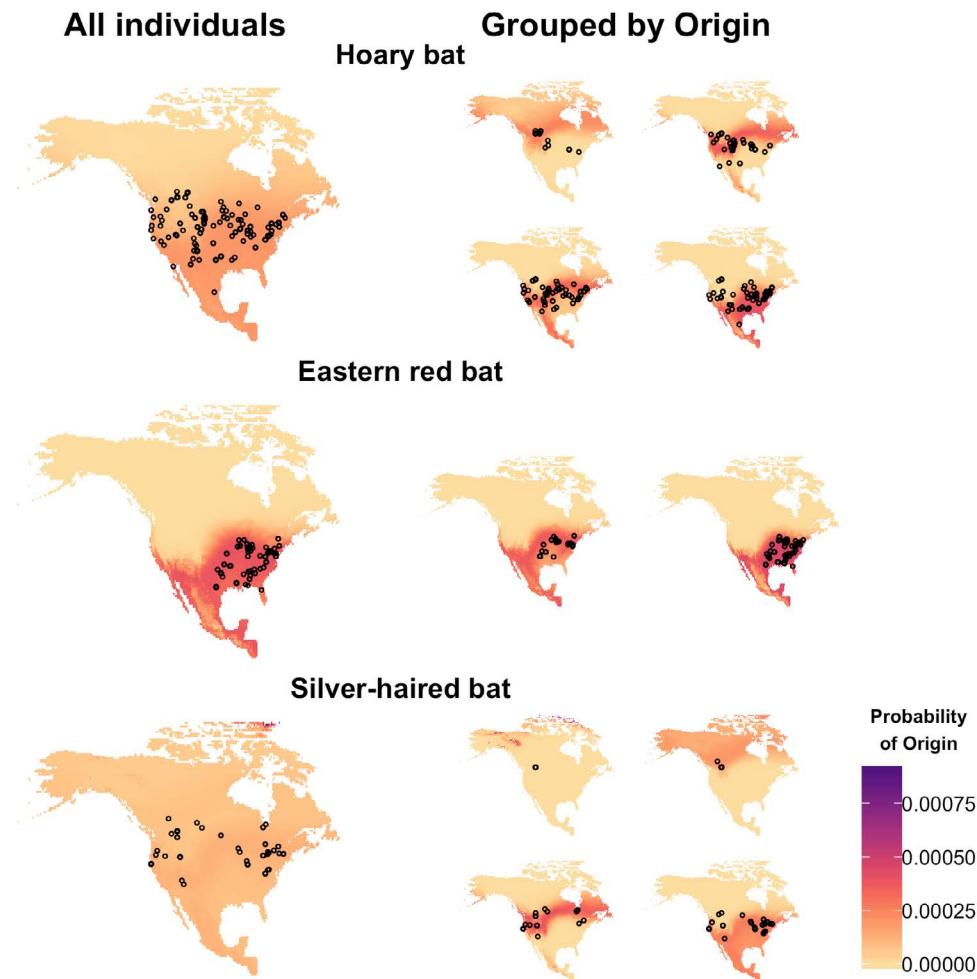 All individuals
Grouped by Origin
Hoary bat
Eastern red bat
Silver-haired bat
Probability
of Origin
0.00075
0.00050
0.00025
0.00000